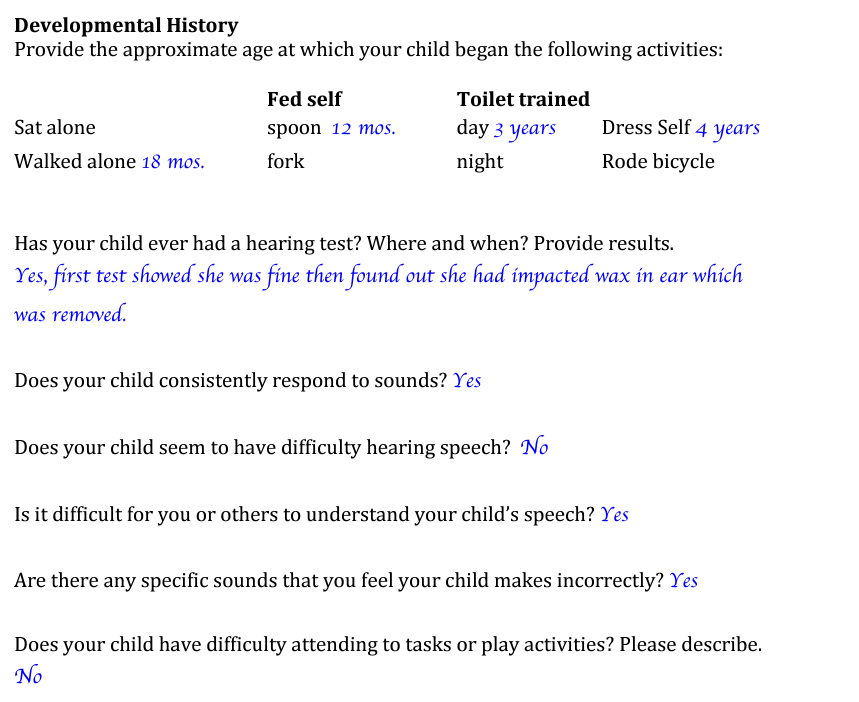 Developmental History
Provide the approximate age at which your child began the following activities:
Fed self Toilet trained
Sat alone spoon 12 mos. day 3 years Dress Self 4 years
Walked alone 18 mos. fork night Rode bicycle
Has your child ever had a hearing test? Where and when? Provide results.
Yes, first test showed she was fine then found out she had impacted wax in ear which
was removed.
Does your child consistently respond to sounds? Yes
Does your child seem to have difficulty hearing speech? No
Is it difficult for you or others to understand your child's speech? Yes
Are there any specific sounds that you feel your child makes incorrectly? Yes
Does your child have difficulty attending to tasks or play activities? Please describe.
No